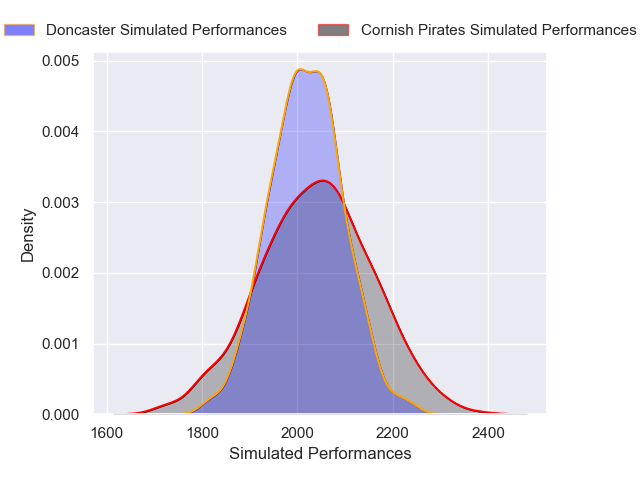 Doncaster Simulated Performances
Cornish Pirates Simulated Performances
0.005
0.004
0.003
0.002
0.001
0.000
Density
1600 1800 2000 2200 2400
Simulated Performances